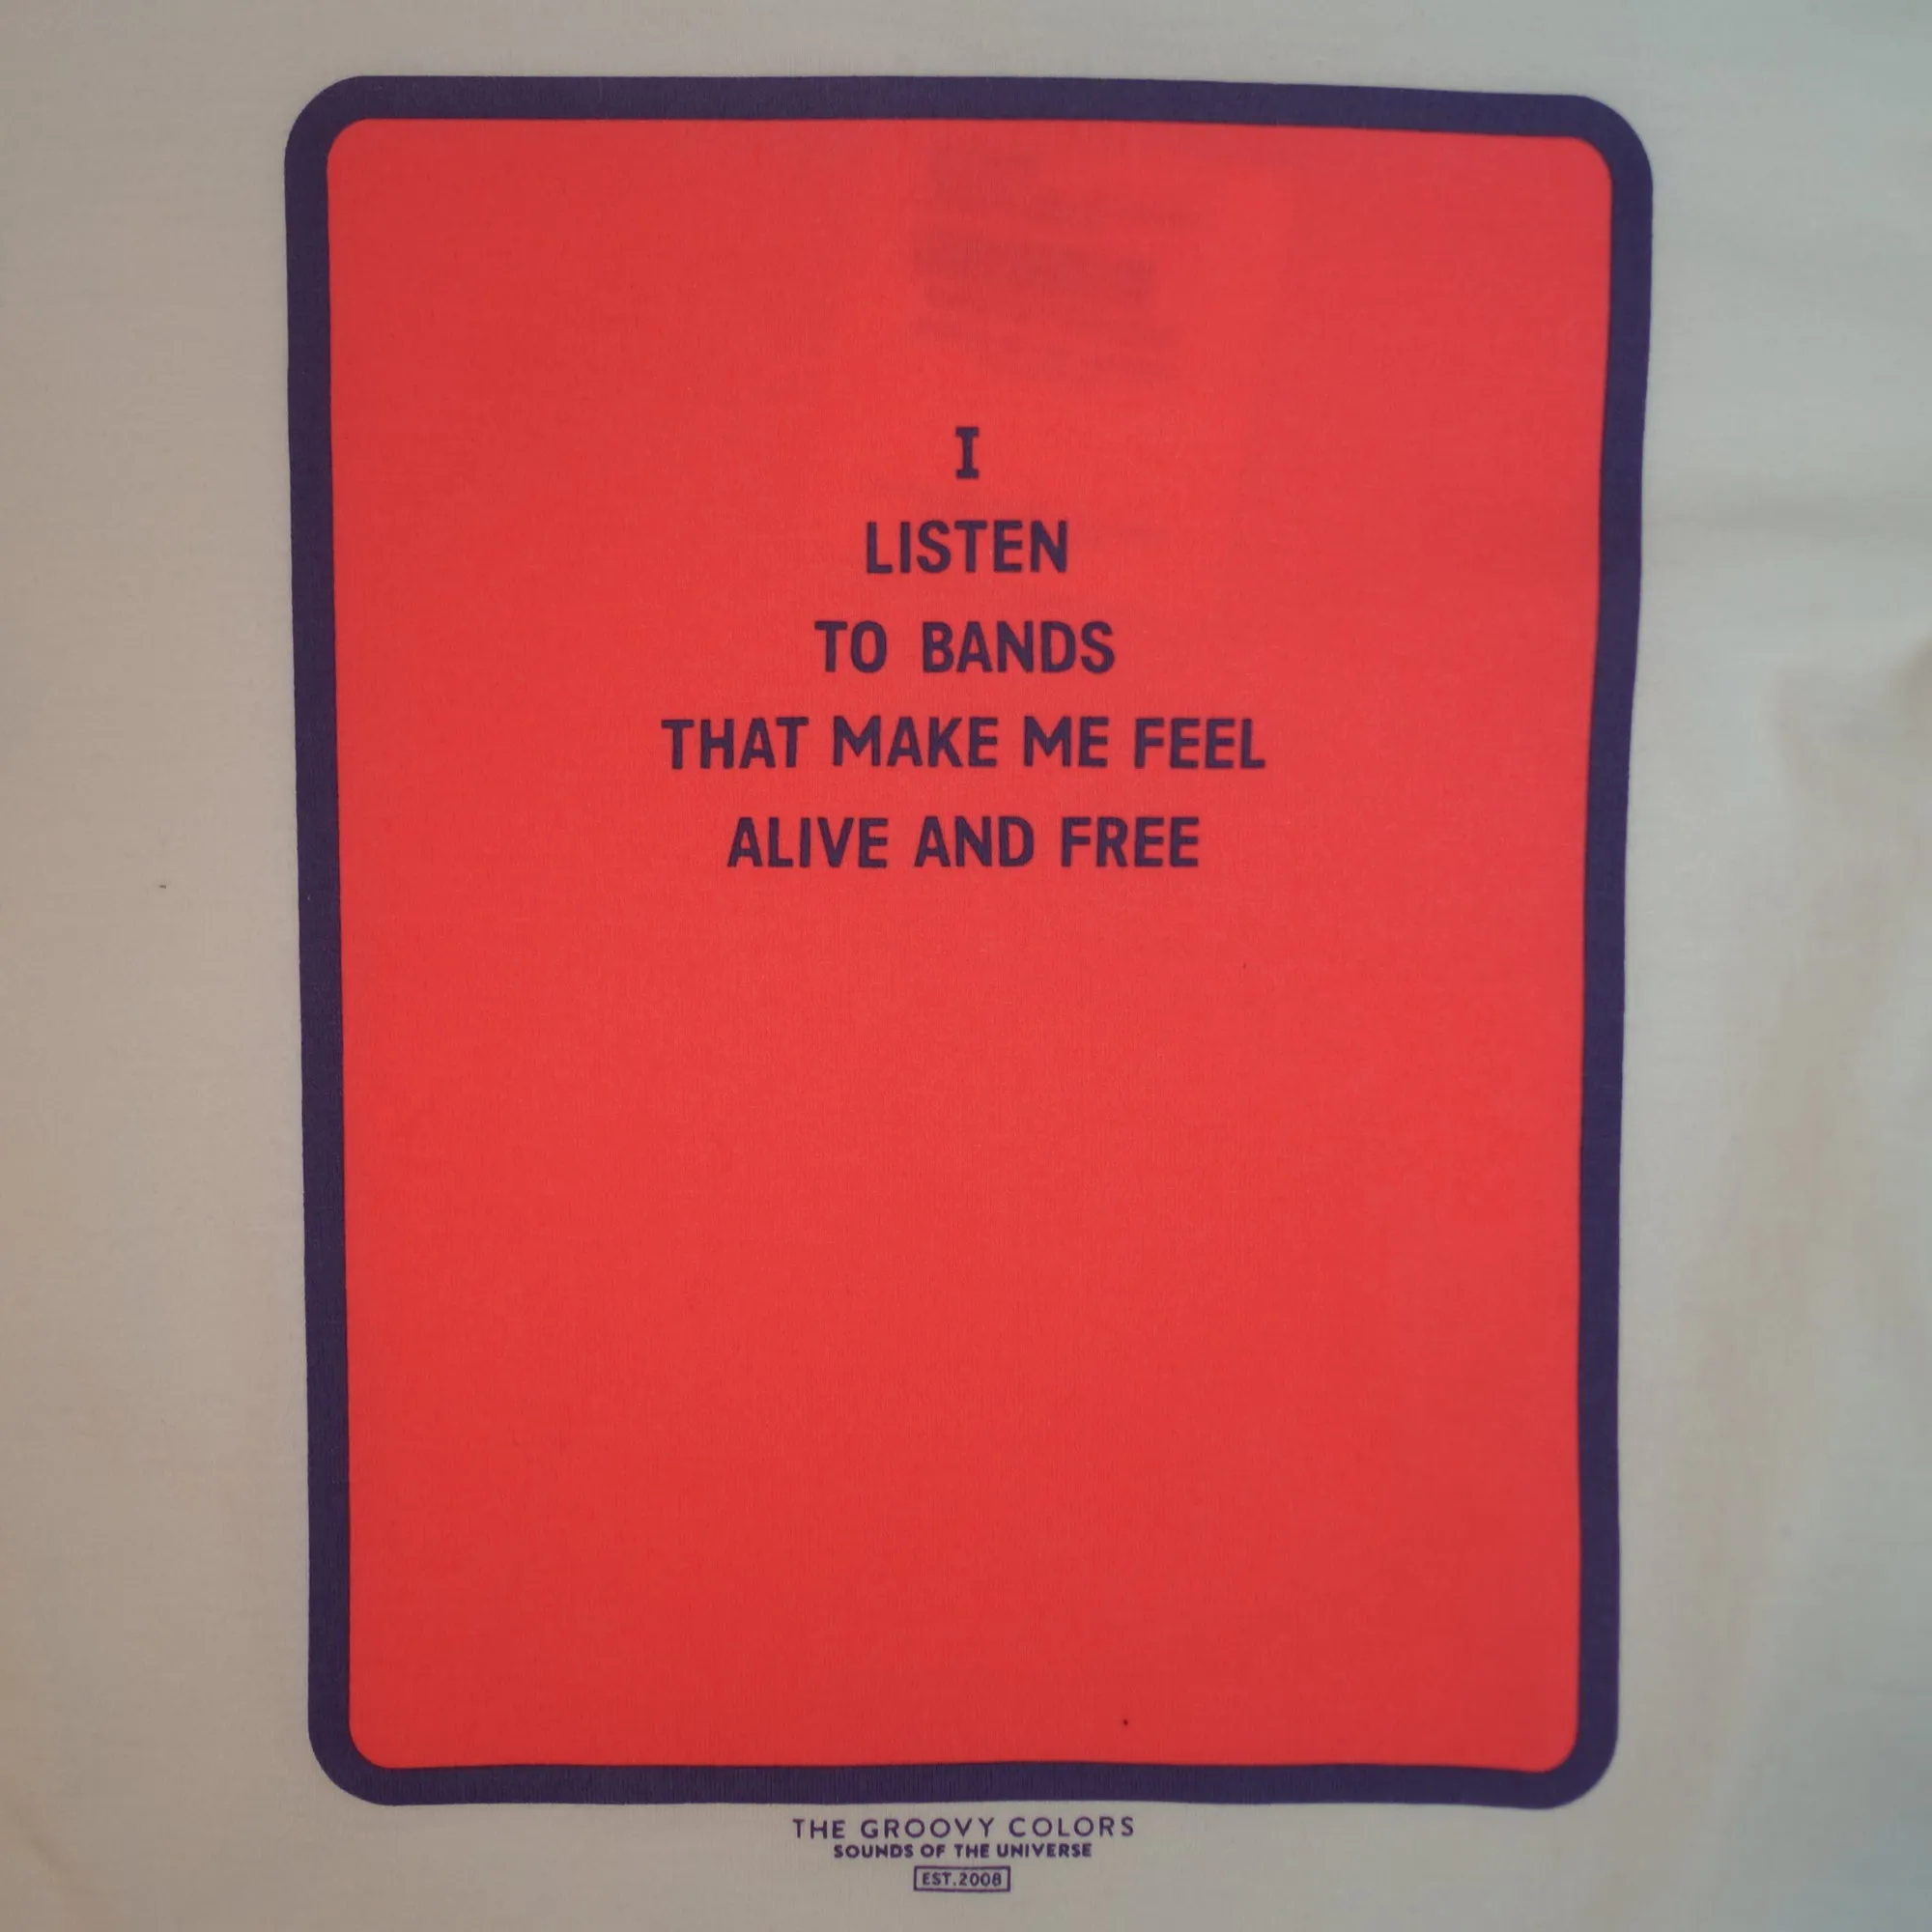 I
LISTEN
TO BANDS
THAT MAKE ME FEEL
ALIVE AND FREE
THE GROOVY COLORS
SOUNDS OF THE UNIVERSE
EST.2008